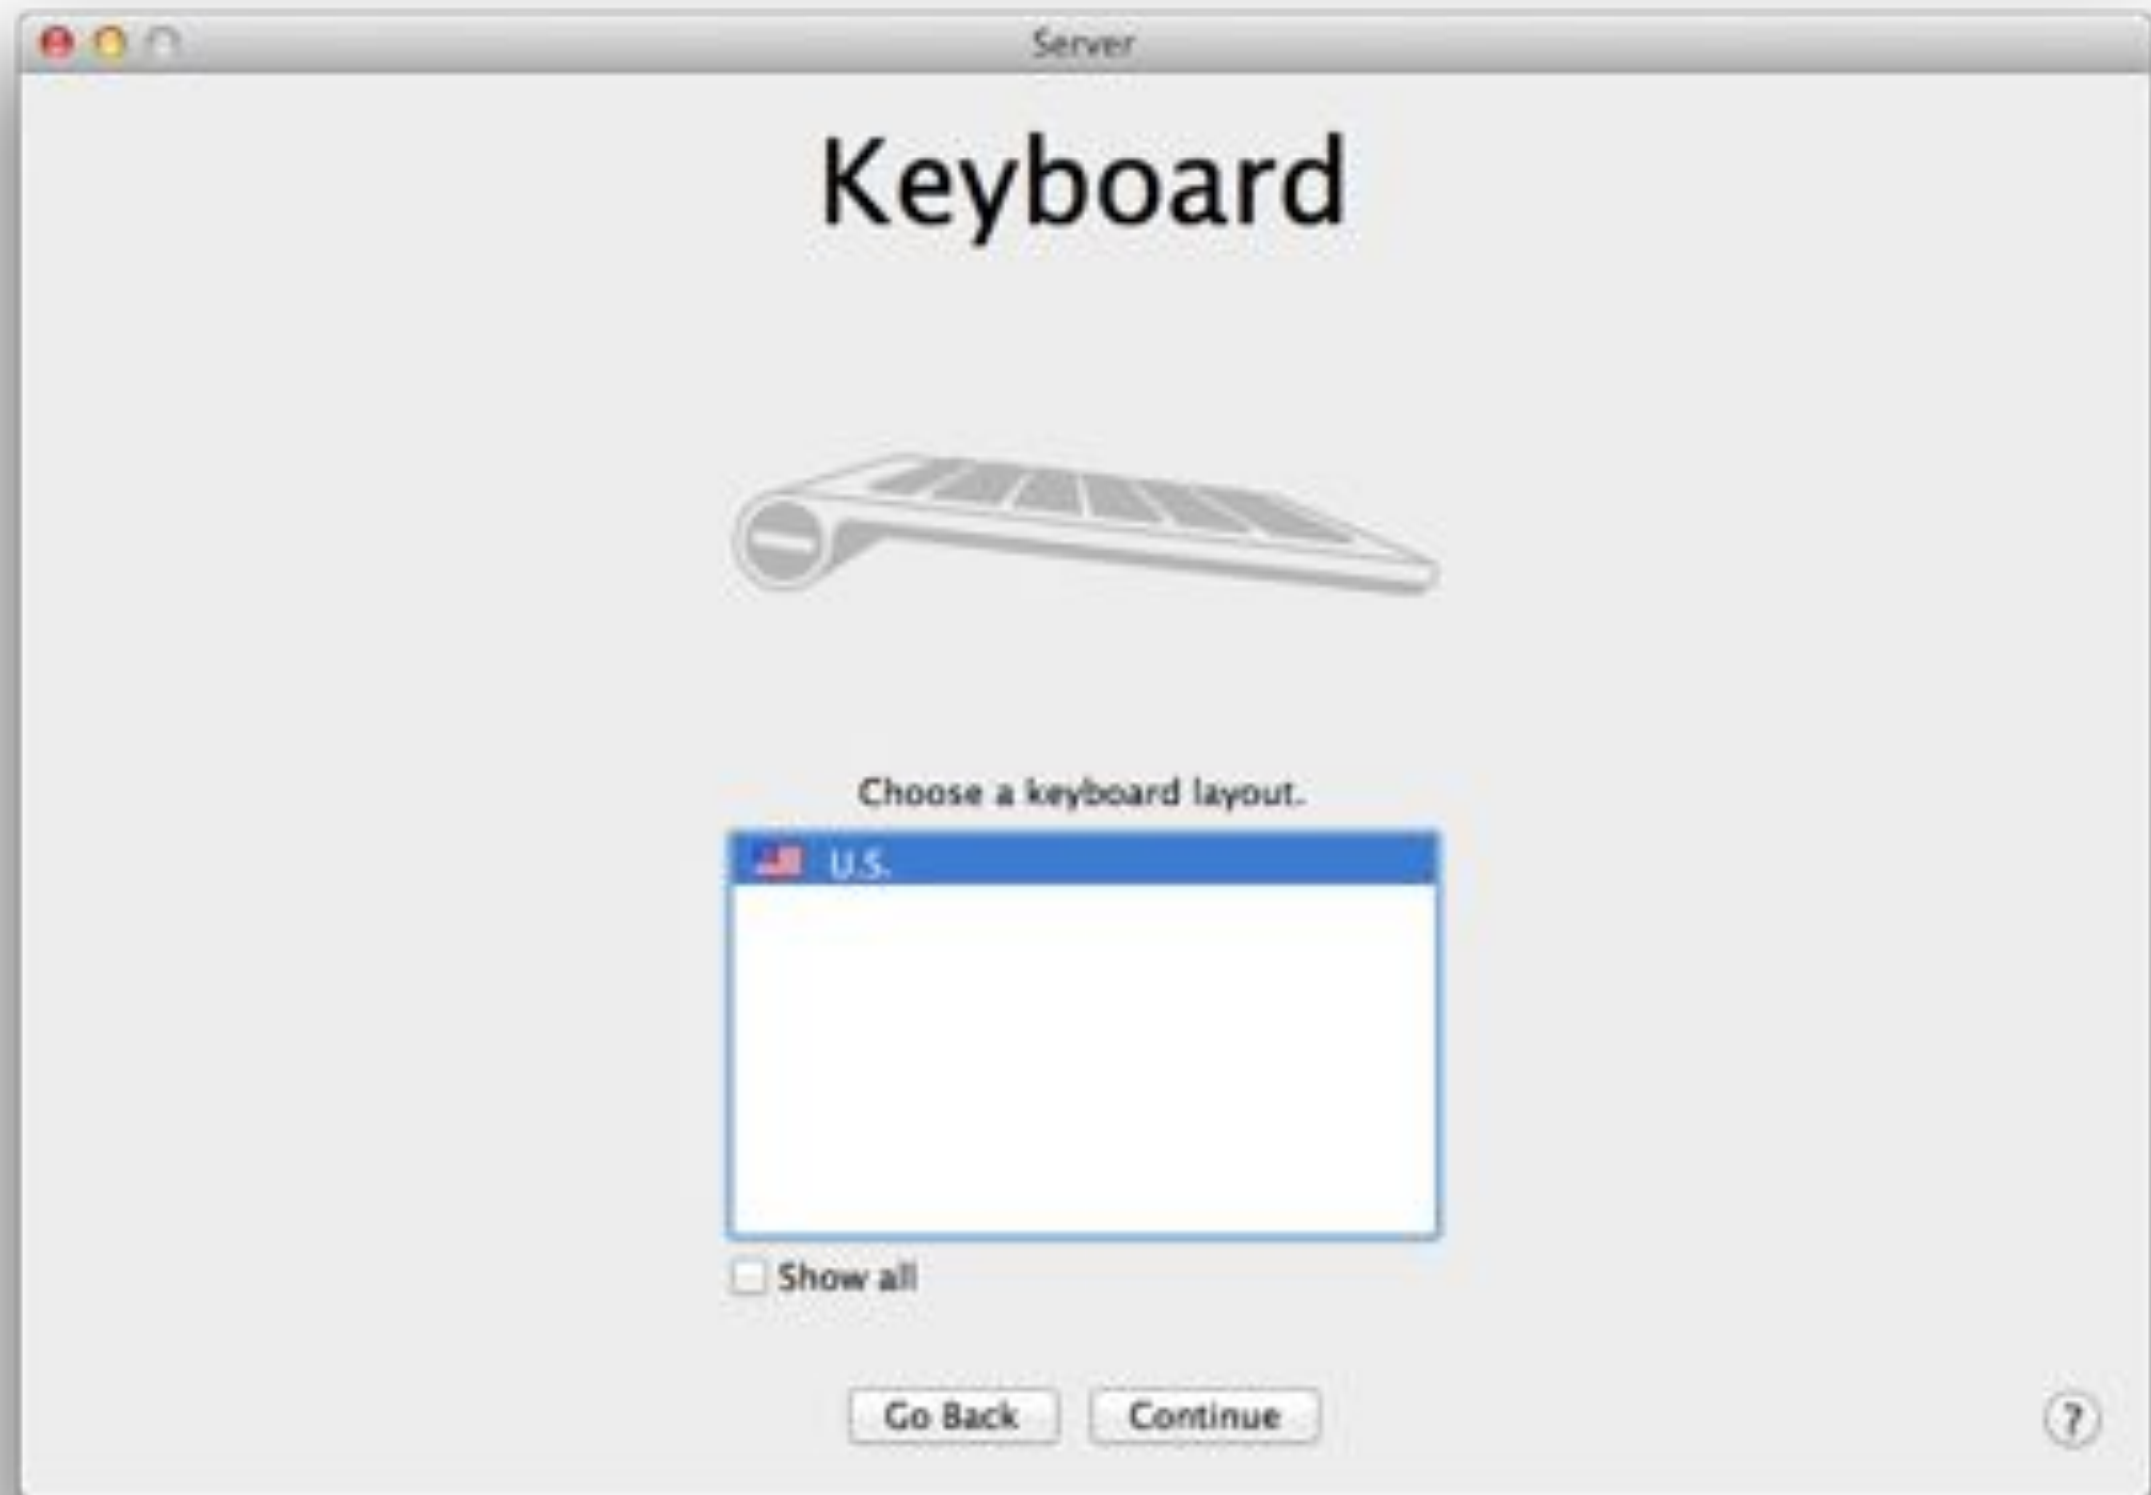 Server
Keyboard
Choose a keyboard layout.
U.S.
Show all
Go Back Continue
?